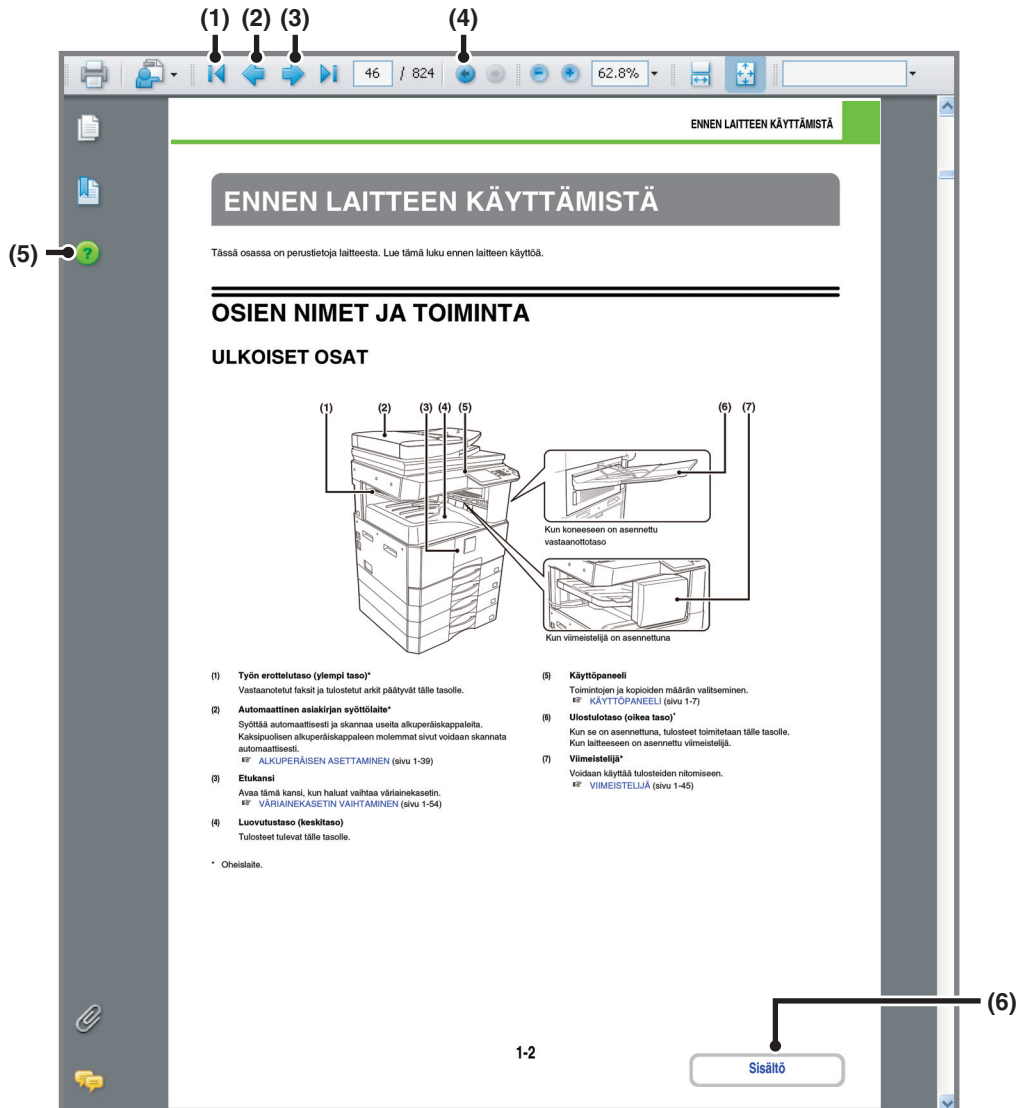 (1) (2) (3) (4)
46 / 824 62.8%
ENNEN LAITTEEN KÄYTTÄMISTÄ
ENNEN LAITTEEN KÄYTTÄMISTÄ
(5)
Tässä osassa on perustietoja laitteesta. Lue tämä luku ennen laitteen käyttöä.
OSIEN NIMET JA TOIMINTA
ULKOISET OSAT
(1) (2) (3) (4) (5) (6) (7)
Kun koneeseen on asennettu
vastaanottotaso
Kun viimeistelijä on asennettuna
(1) Työn erottelutaso (ylempi taso)*
Vastaanotetut faksit ja tulostetut arkit päätyvät tälle tasolle.
(2) Automaattinen asiakirjan syöttölaite*
Syöttää automaattisesti ja skannaa useita alkuperäiskappaleita.
Kaksipuolisen alkuperäiskappaleen molemmat sivut voidaan skannata
automaattisesti.
☞ ALKUPERÄISEN ASETTAMINEN (sivu 1-39)
(3) Etukansi
Avaa tämä kansi, kun haluat vaihtaa väriainekasetin.
☞ VÄRIAINEKASETIN VAIHTAMINEN (sivu 1-54)
(4) Luovutustaso (keskitaso)
Tulosteet tulevat tälle tasolle.
* Oheislaite.
(5) Käyttöpaneeli
Toimintojen ja kopioiden määrän valitseminen.
☞ KÄYTTÖPANEELI (sivu 1-7)
(6) Ulostulotaso (oikea taso)*
Kun se on asennettuna, tulosteet toimitetaan tälle tasolle.
Kun laitteeseen on asennettu viimeistelijä.
(7) Viimeistelijä*
Voidaan käyttää tulosteiden nitomiseen.
☞ VIIMEISTELIJÄ (sivu 1-45)
(6)
1-2
Sisältö